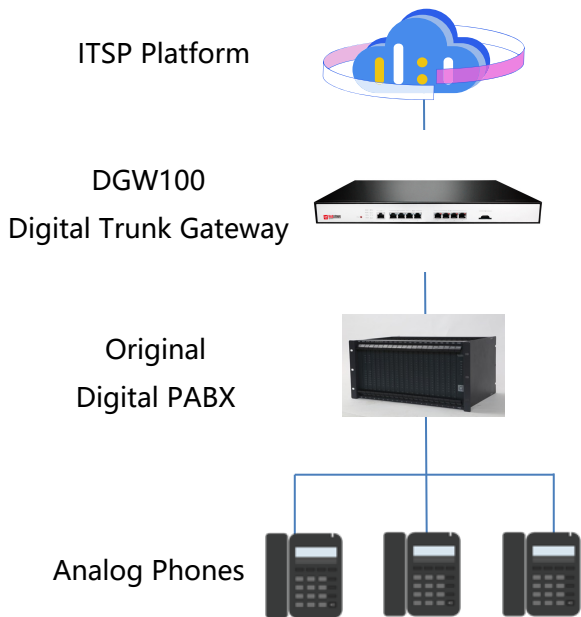 ITSP Platform
DGW100
Digital Trunk Gateway
Original
Digital PABX
Analog Phones